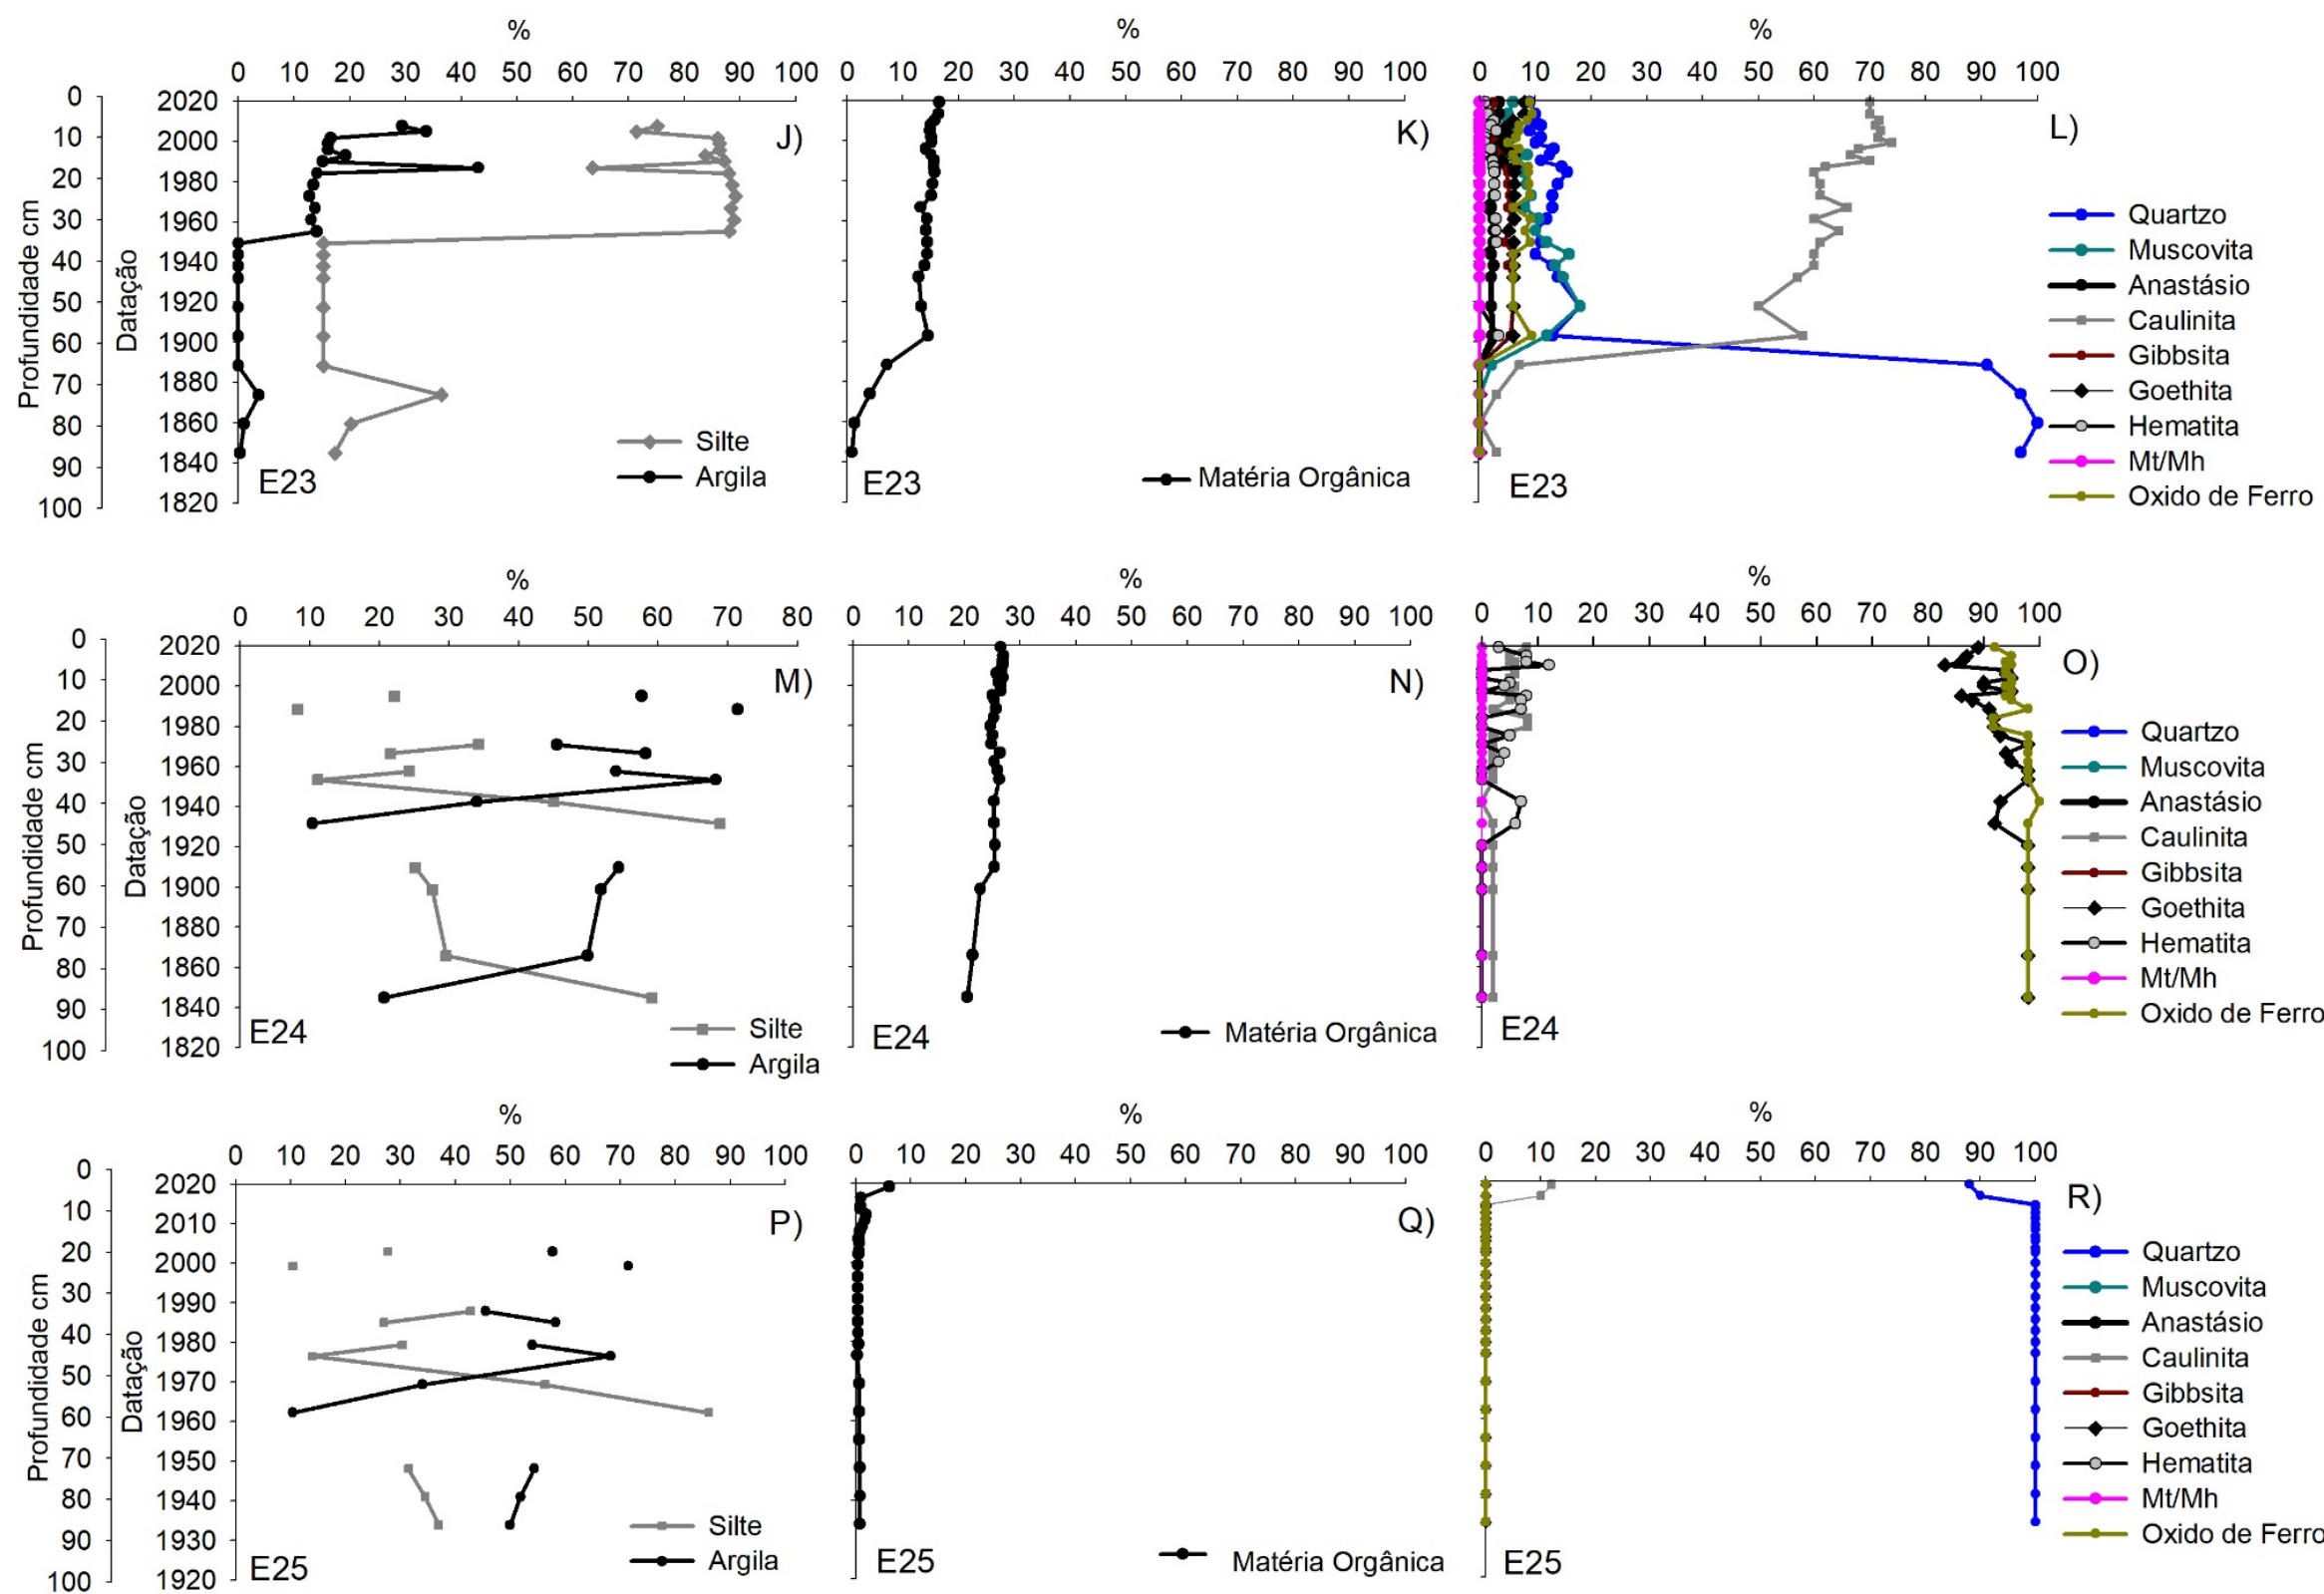 % % %
0 10 20 30 40 50 60 70 80 90 100 0 10 20 30 40 50 60 70 80 90 100 0 10 20 30 40 50 60 70 80 90 100
Profundidade cm
0
10
20
30
40
50
60
70
80
90
100
Datação
2020
2000
1980
1960
1940
1920
1900
1880
1860
1840
1820
J)
Silte
Argila
E23
K)
Matéria Orgânica
E23
L)
Quartzo
Muscovita
Anastásio
Caulinita
Gibbsita
Goethita
Hematita
Mt/Mh
Oxido de Ferro
E23
% % %
0 10 20 30 40 50 60 70 80 0 10 20 30 40 50 60 70 80 90 100 0 10 20 30 40 50 60 70 80 90 100
Profundidade cm
0
10
20
30
40
50
60
70
80
90
100
Datação
2020
2000
1980
1960
1940
1920
1900
1880
1860
1840
1820
M)
Silte
Argila
E24
N)
Matéria Orgânica
E24
O)
Quartzo
Muscovita
Anastásio
Caulinita
Gibbsita
Goethita
Hematita
Mt/Mh
Oxido de Ferro
E24
% % %
0 10 20 30 40 50 60 70 80 90 100 0 10 20 30 40 50 60 70 80 90 100 0 10 20 30 40 50 60 70 80 90 100
Profundidade cm
0
10
20
30
40
50
60
70
80
90
100
Datação
2020
2010
2000
1990
1980
1970
1960
1950
1940
1930
1920
P)
Silte
Argila
E25
Q)
Matéria Orgânica
E25
R)
Quartzo
Muscovita
Anastásio
Caulinita
Gibbsita
Goethita
Hematita
Mt/Mh
Oxido de Ferro
E25